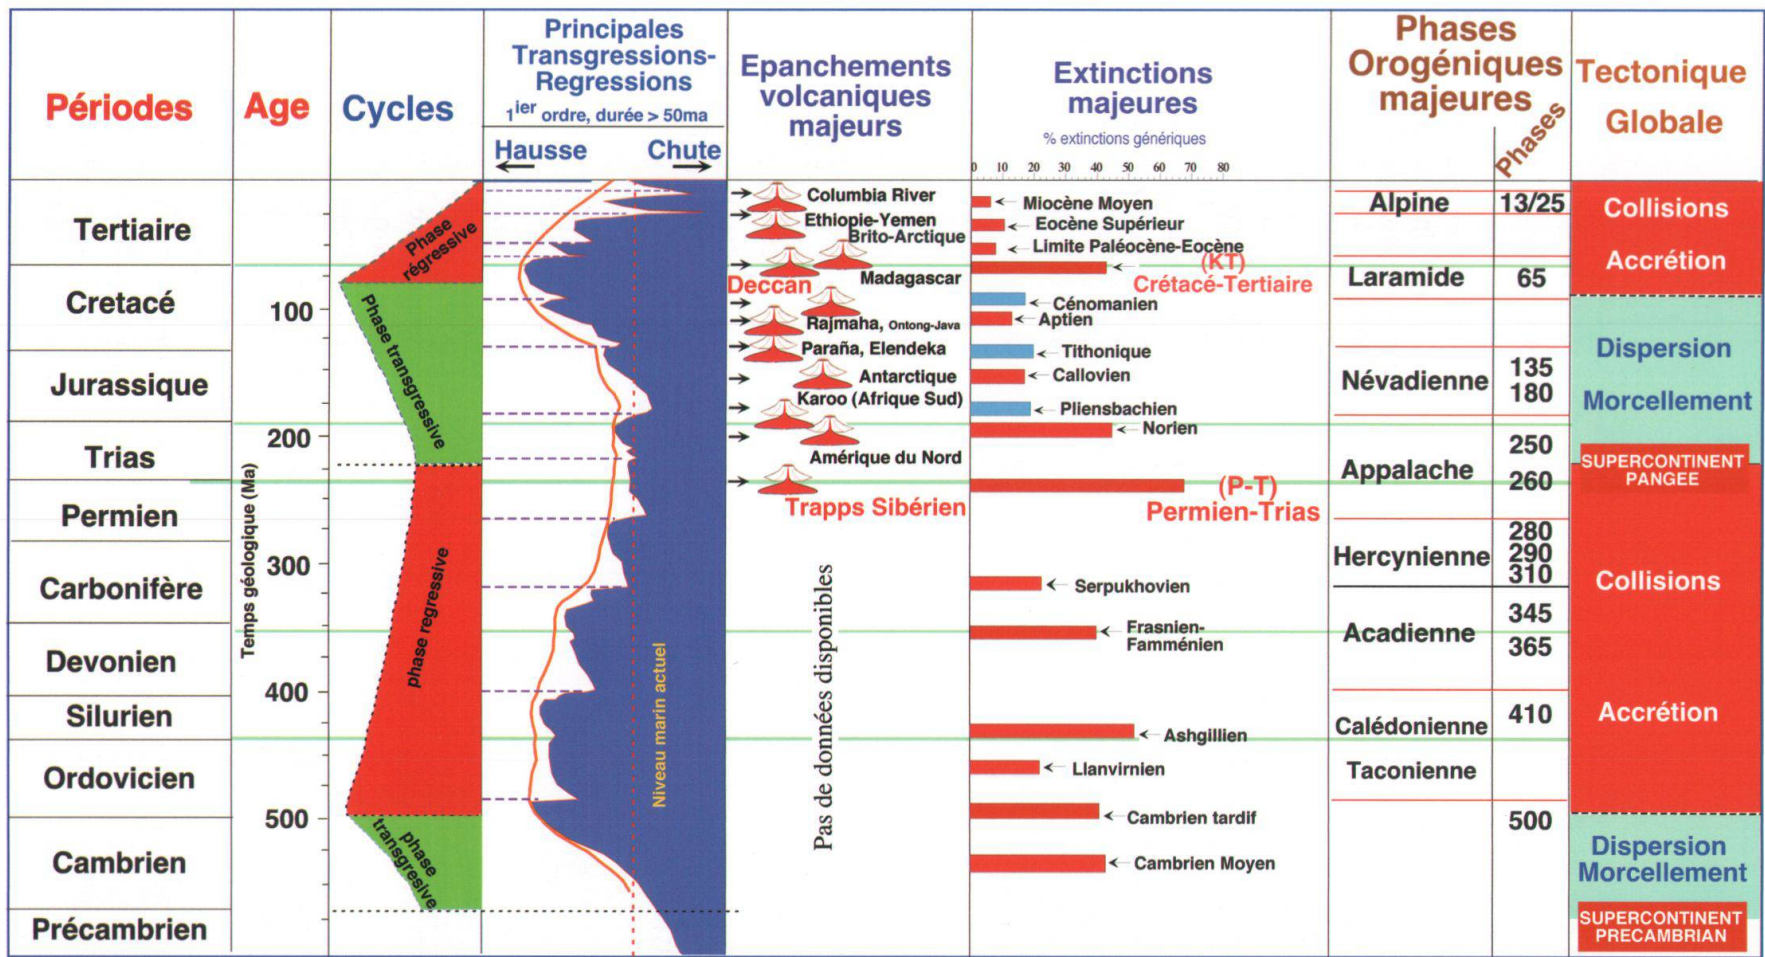 Périodes
Age
Cycles
Principales
Transgressions-
Regressions
1ier ordre, durée > 50ma
Hausse
Chute
Epanchements
volcaniques
majeurs
Extinctions
majeures
% extinctions génériques
0 10 20 30 40 50 60 70 80
Phases
Orogéniques
majeures
Phases
Tectonique
Globale
Tertiaire
Cretacé
Jurassique
Trias
Permien
Carbonifère
Devonien
Silurien
Ordovicien
Cambrien
Précambrien
Temps géologique (Ma)
100
200
300
400
500
Phase
régressive
Phase transgressive
phase regressive
phase
transgresive
Niveau marin actuel
Columbia River
Ethiopie-Yemen
Brito-Arctique
Deccan
Madagascar
Rajmaha, Ontong-Java
Paraña, Elendeka
Antarctique
Karoo (Afrique Sud)
Amérique du Nord
Trapps Sibérien
Pas de données disponibles
Miocène Moyen
Eocène Supérieur
Limite Paléocène-Eocène
(KT)
Crétacé-Tertiaire
Cénomanien
Aptien
Tithonique
Callovien
Pliensbachien
Norien
(P-T)
Permien-Trias
Serpukhovien
Frasnien-
Famménien
Ashgillien
Llanvirnien
Cambrien tardif
Cambrien Moyen
Alpine
13/25
Laramide
65
Névadienne
135
180
Appalache
250
260
Hercynienne
280
290
310
Acadienne
345
365
Calédonienne
410
Taconienne
500
Collisions
Accrétion
Dispersion
Morcellement
SUPERCONTINENT
PANGEE
Collisions
Accrétion
Dispersion
Morcellement
SUPERCONTINENT
PRECAMBRIAN